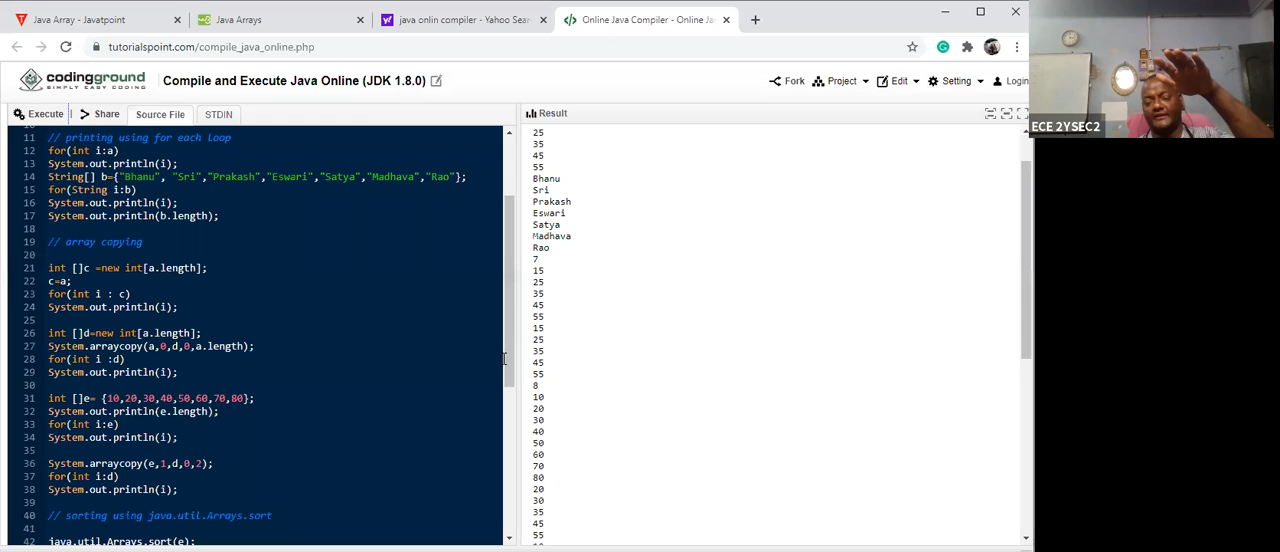 Java Array - Javatpoint
Java Arrays
java onlin compiler - Yahoo Sear
Online Java Compiler - Online Ja
tutorialspoint.com/compile_java_online.php
codingground
SIMPLY EASY CODING
Compile and Execute Java Online (JDK 1.8.0)
Fork
Project
Edit
Setting
Login
Execute
Share
Source File
STDIN
Result
11 // printing using for each loop
12 for(int i:a)
13 System.out.println(i);
14 String[] b={"Bhanu", "Sri","Prakash","Eswari","Satya","Madhava","Rao"};
15 for(String i:b)
16 System.out.println(i);
17 System.out.println(b.length);
18
19 // array copying
20
21 int []c =new int[a.length];
22 c=a;
23 for(int i : c)
24 System.out.println(i);
25
26 int []d=new int[a.length];
27 System.arraycopy(a,0,d,0,a.length);
28 for(int i :d)
29 System.out.println(i);
30
31 int []e= {10,20,30,40,50,60,70,80};
32 System.out.println(e.length);
33 for(int i:e)
34 System.out.println(i);
35
36 System.arraycopy(e,1,d,0,2);
37 for(int i:d)
38 System.out.println(i);
39
40 // sorting using java.util.Arrays.sort
41
42 java.util.Arrays.sort(e);
25
35
45
55
Bhanu
Sri
Prakash
Eswari
Satya
Madhava
Rao
7
15
25
35
45
55
15
25
35
45
55
8
10
20
30
40
50
60
70
80
20
30
35
45
55
ECE 2YSEC2